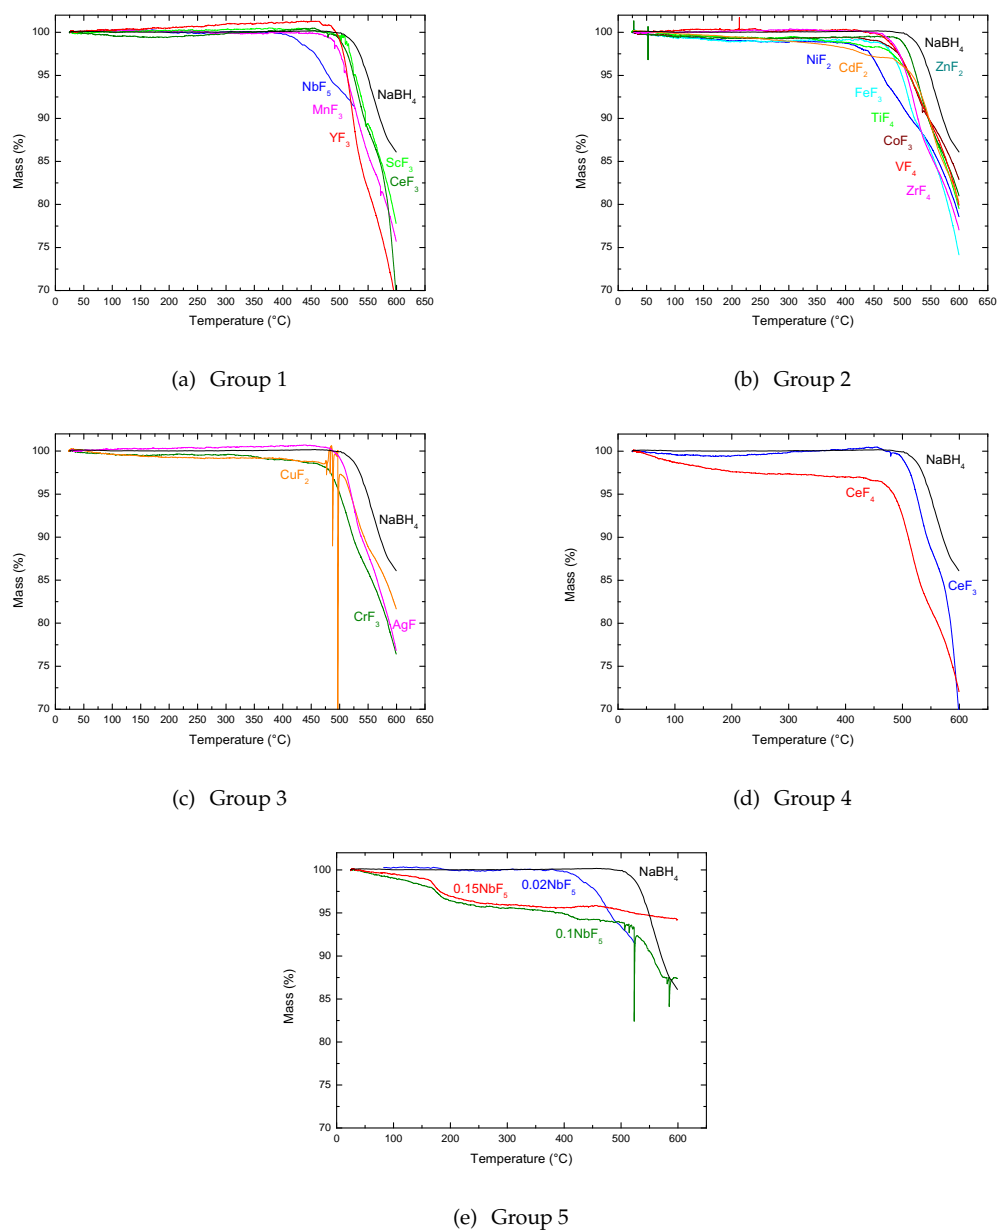 100
95
90
85
80
75
70
Mass (%)
NbF5
NaBH4
MnF3
YF3
ScF3
CeF3
0 50 100 150 200 250 300 350 400 450 500 550 600 650
Temperature (°C)
(a) Group 1
100
95
90
85
80
75
70
Mass (%)
NaBH4
NiF2
CdF2
ZnF2
FeF3
TiF4
CoF3
VF4
ZrF4
0 50 100 150 200 250 300 350 400 450 500 550 600 650
Temperature (°C)
(b) Group 2
100
95
90
85
80
75
70
Mass (%)
CuF2
NaBH4
CrF3
AgF
0 50 100 150 200 250 300 350 400 450 500 550 600 650
Temperature (°C)
(c) Group 3
100
95
90
85
80
75
70
Mass (%)
NaBH4
CeF4
CeF3
0 100 200 300 400 500 600
Temperature (°C)
(d) Group 4
100
95
90
85
80
75
70
Mass (%)
NaBH4
0.15NbF5
0.02NbF5
0.1NbF5
0 100 200 300 400 500 600
Temperature (°C)
(e) Group 5